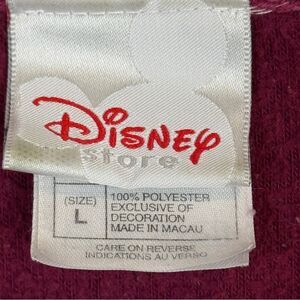 Disney
store
(SIZE)
L
100% POLYESTER
EXCLUSIVE OF
DECORATION
MADE IN MACAU
CARE ON REVERSE
INDICATIONS AU VERSO